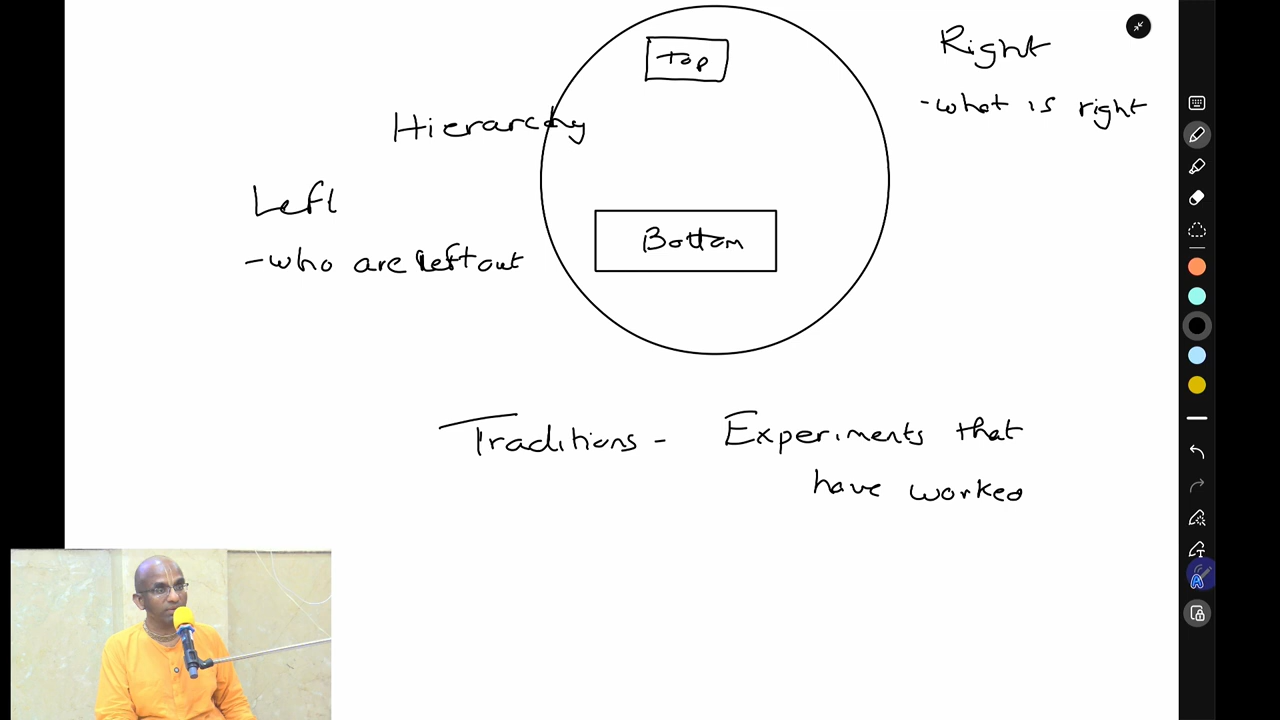 Top
Right
-what is right
Hierarchy
Left
-who are left out
Bottom
Traditions - Experiments that
have worked